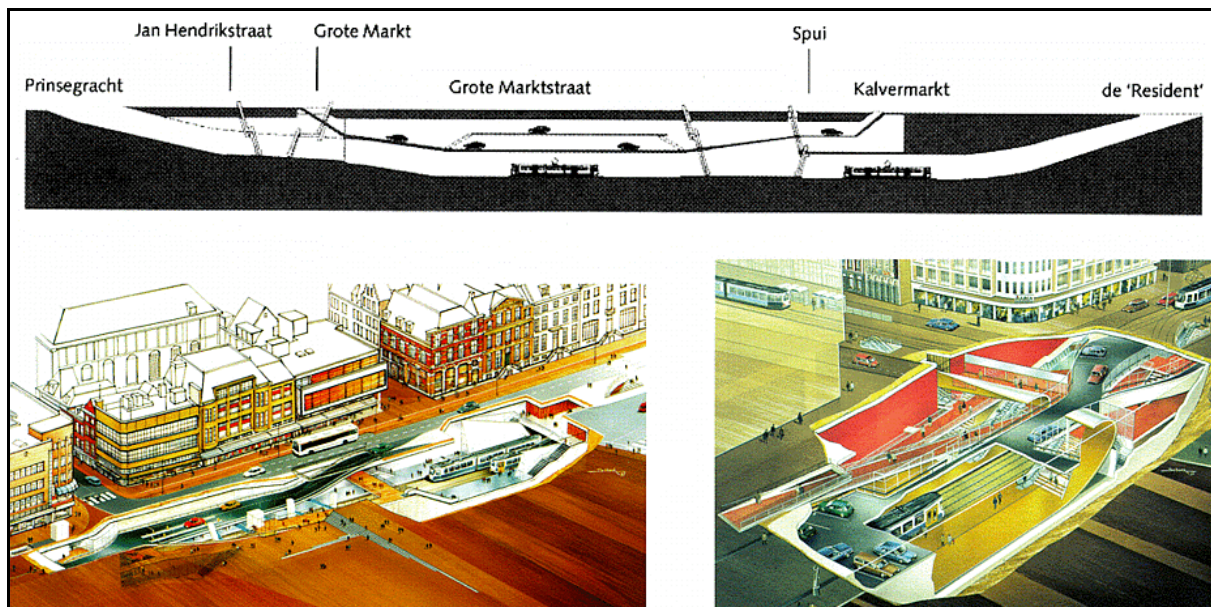 Jan Hendrikstraat
Grote Markt
Spui
Prinsegracht
Grote Marktstraat
Kalvermarkt
de 'Resident'